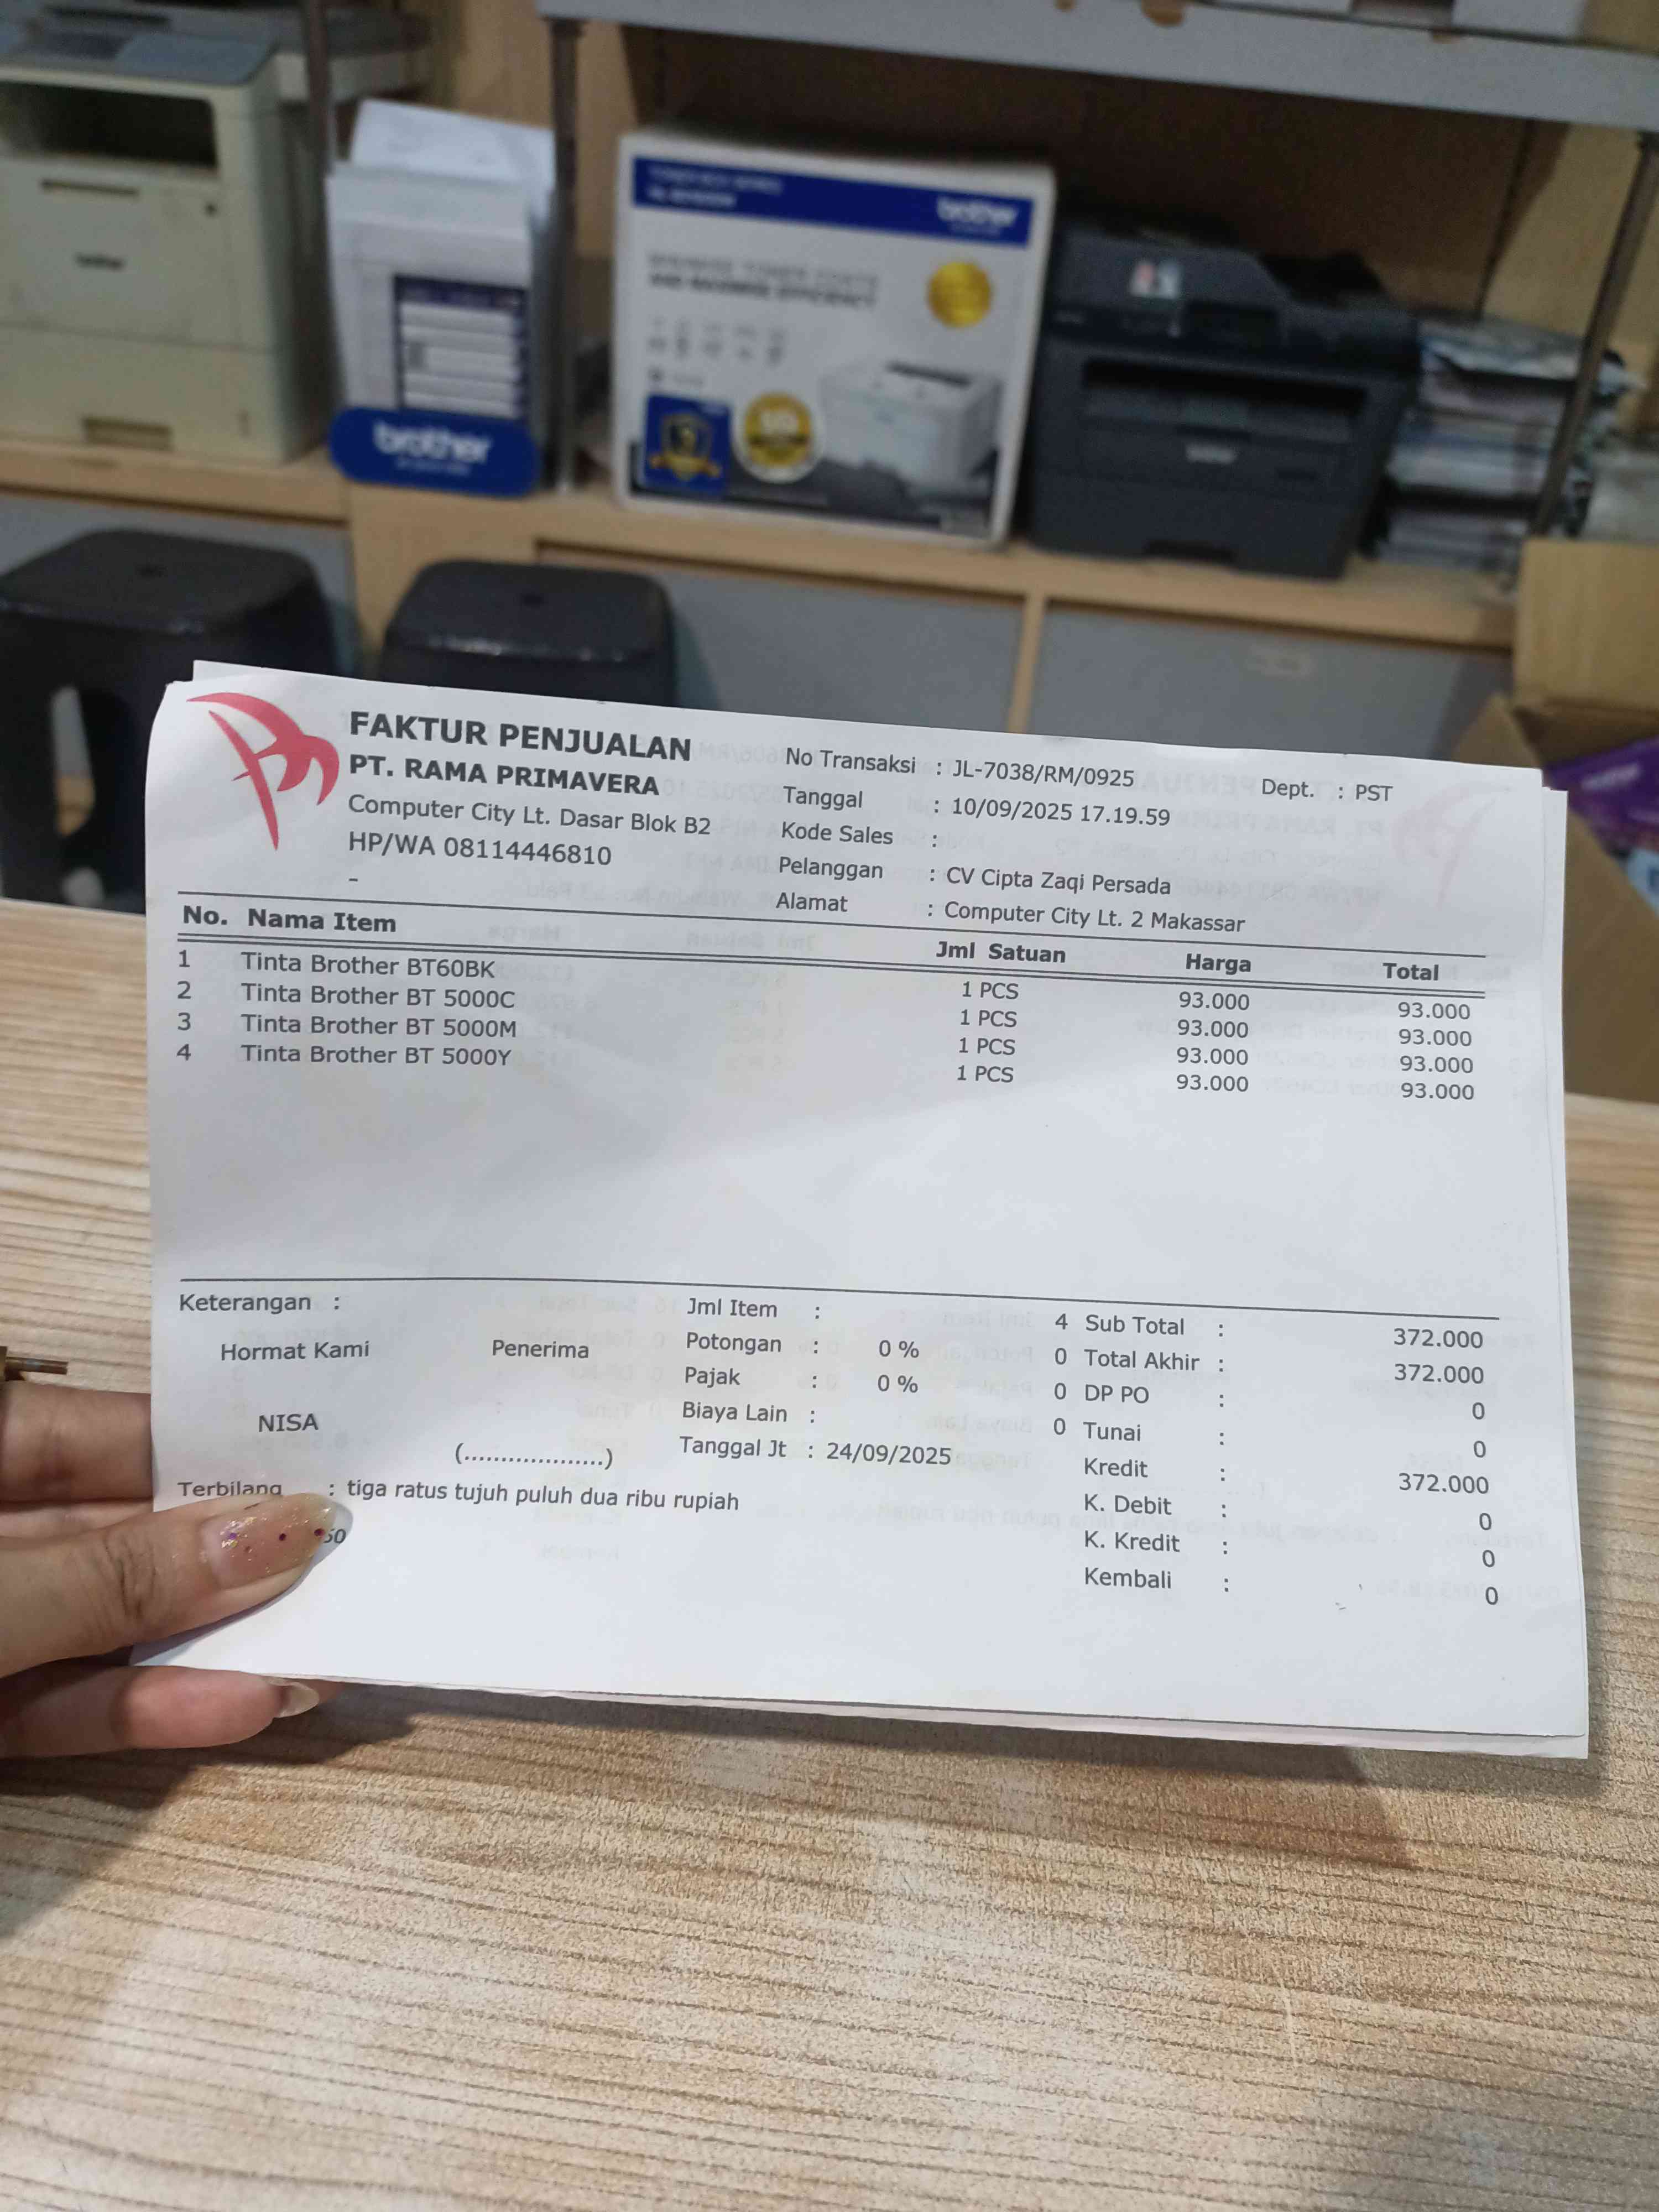 brother
brother
brother
FAKTUR PENJUALAN
PT. RAMA PRIMAVERA
Computer City Lt. Dasar Blok B2
HP/WA 08114446810
-
No Transaksi : JL-7038/RM/0925 Dept. : PST
Tanggal : 10/09/2025 17.19.59
Kode Sales :
Pelanggan : CV Cipta Zaqi Persada
Alamat : Computer City Lt. 2 Makassar
No. Nama Item Jml Satuan Harga Total
1 Tinta Brother BT60BK 1 PCS 93.000 93.000
2 Tinta Brother BT 5000C 1 PCS 93.000 93.000
3 Tinta Brother BT 5000M 1 PCS 93.000 93.000
4 Tinta Brother BT 5000Y 1 PCS 93.000 93.000
Keterangan :
Hormat Kami Penerima
NISA
(...................)
Jml Item : 4
Potongan : 0 % 0
Pajak : 0 % 0
Biaya Lain : 0
Tanggal Jt : 24/09/2025
Sub Total : 372.000
Total Akhir : 372.000
DP PO : 0
Tunai : 0
Kredit : 372.000
K. Debit : 0
K. Kredit : 0
Kembali : 0
Terbilang : tiga ratus tujuh puluh dua ribu rupiah